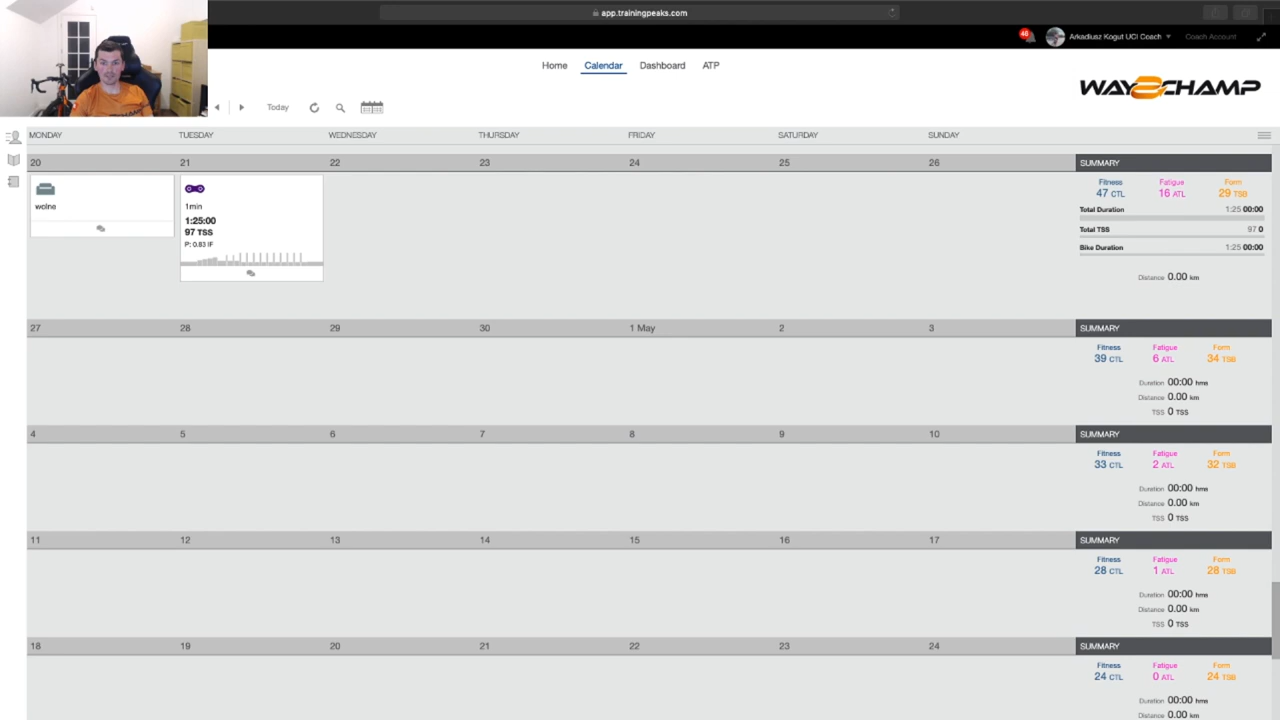 app.trainingpeaks.com
48
Arkadiusz Kogut UCI Coach
Coach Account
Home
Calendar
Dashboard
ATP
WAY2CHAMP
Today
MONDAY
TUESDAY
WEDNESDAY
THURSDAY
FRIDAY
SATURDAY
SUNDAY
20
21
22
23
24
25
26
SUMMARY
wolne
1min
1:25:00
97 TSS
P: 0.83 IF
Fitness
Fatigue
Form
47 CTL
16 ATL
29 TSB
Total Duration
1:25 00:00
Total TSS
97 0
Bike Duration
1:25 00:00
Distance 0.00 km
27
28
29
30
1 May
2
3
SUMMARY
Fitness
Fatigue
Form
39 CTL
6 ATL
34 TSB
Duration 00:00 hms
Distance 0.00 km
TSS 0 TSS
4
5
6
7
8
9
10
SUMMARY
Fitness
Fatigue
Form
33 CTL
2 ATL
32 TSB
Duration 00:00 hms
Distance 0.00 km
TSS 0 TSS
11
12
13
14
15
16
17
SUMMARY
Fitness
Fatigue
Form
28 CTL
1 ATL
28 TSB
Duration 00:00 hms
Distance 0.00 km
TSS 0 TSS
18
19
20
21
22
23
24
SUMMARY
Fitness
Fatigue
Form
24 CTL
0 ATL
24 TSB
Duration 00:00 hms
Distance 0.00 km